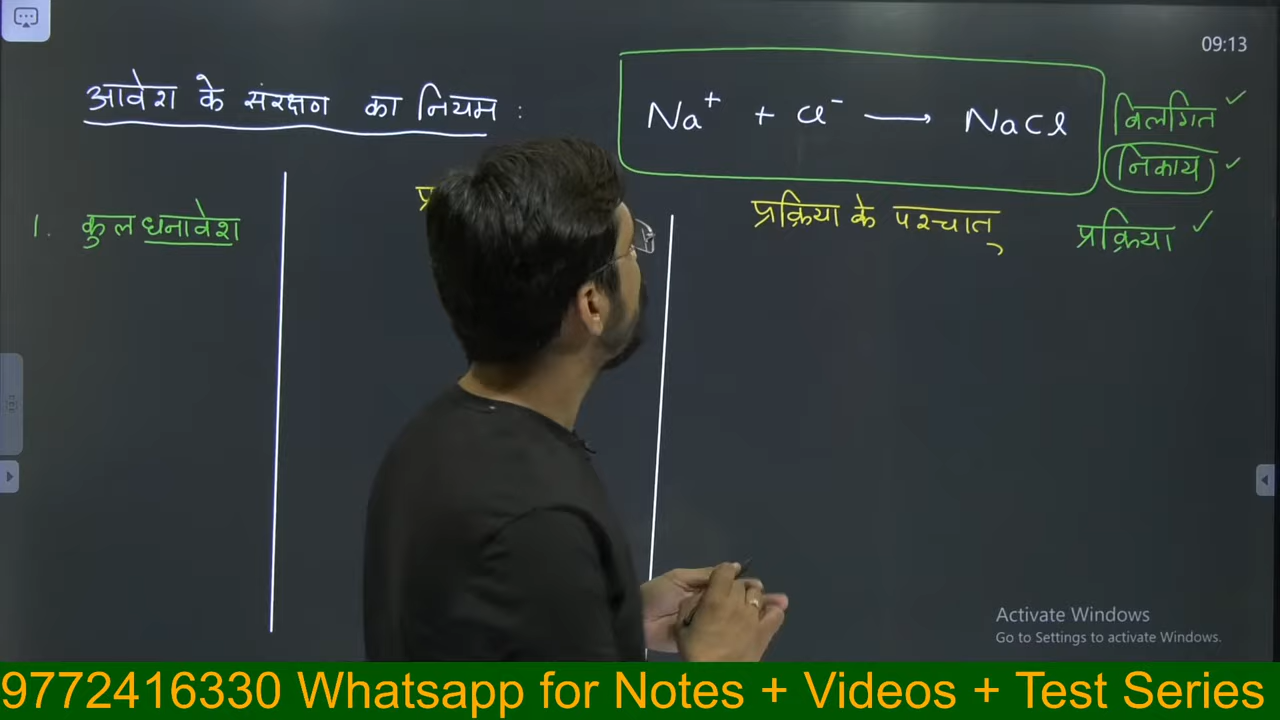 09:13
आवेश के संरक्षण का नियम :
Na⁺ + Cl⁻ ⟶ NaCl
विलगित ✓
निकाय ✓
प्रक्रिया के पश्चात्
प्रक्रिया ✓
1. कुल धनावेश
Activate Windows
Go to Settings to activate Windows.
9772416330 Whatsapp for Notes + Videos + Test Series